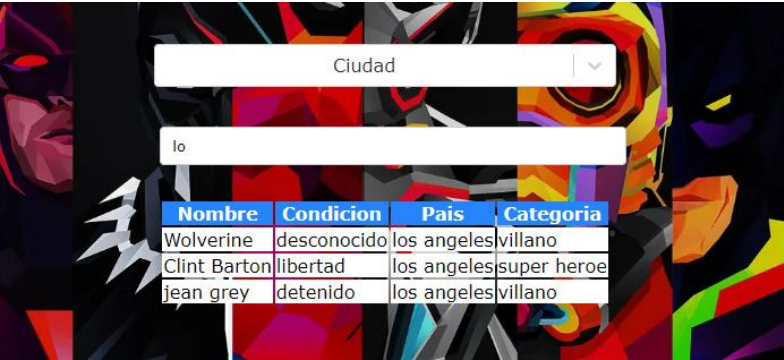 Ciudad
lo
Nombre Condicion Pais Categoria
Wolverine desconocido los angeles villano
Clint Barton libertad los angeles super heroe
jean grey detenido los angeles villano